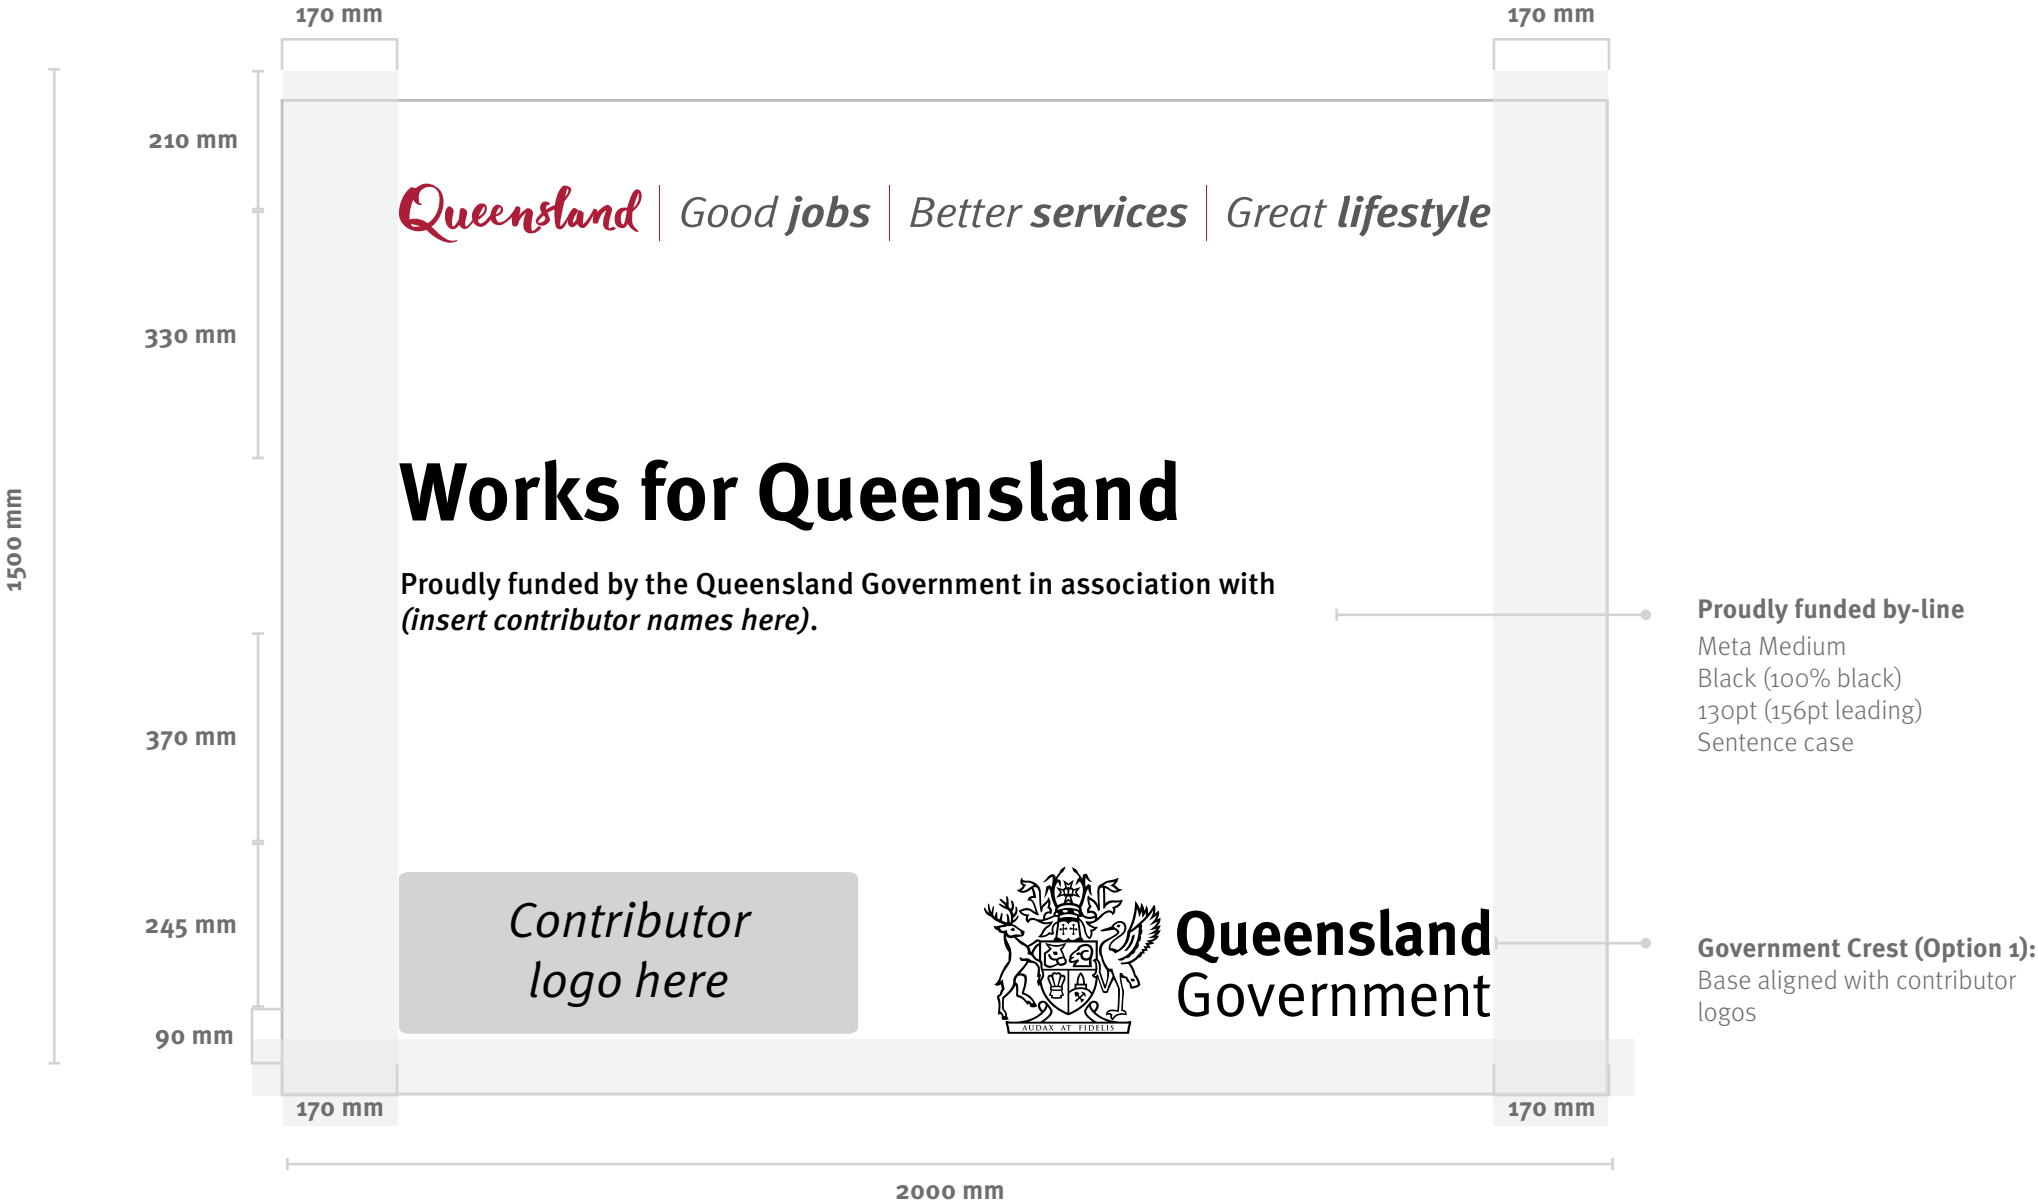 170 mm
170 mm
210 mm
Queensland | Good jobs | Better services | Great lifestyle
330 mm
1500 mm
Works for Queensland
Proudly funded by the Queensland Government in association with
(insert contributor names here).
Proudly funded by-line
Meta Medium
Black (100% black)
130pt (156pt leading)
Sentence case
370 mm
245 mm
Contributor
logo here
Queensland
Government
AUDAX AT FIDELIS
Government Crest (Option 1):
Base aligned with contributor
logos
90 mm
170 mm
170 mm
2000 mm